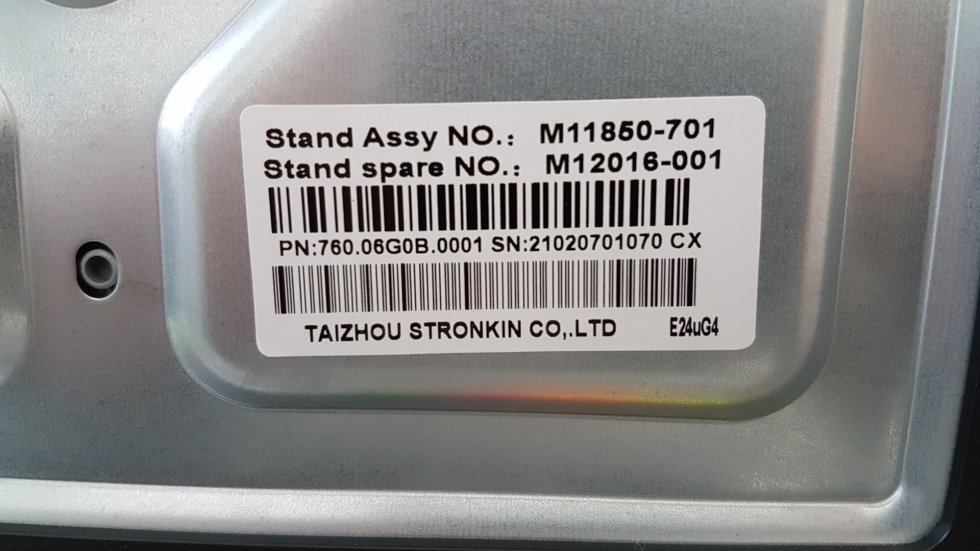 Stand Assy NO.: M11850-701
Stand spare NO.: M12016-001
PN:760.06G0B.0001 SN:21020701070 CX
TAIZHOU STRONKIN CO,.LTD E24uG4